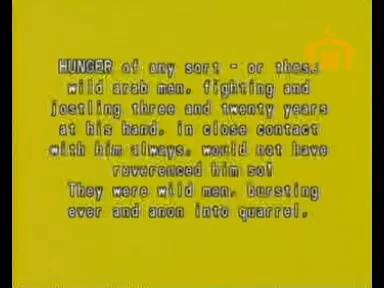 HUNGER of any sort - or these
wild arab men, fighting and
jostling three and twenty years
at his hand, in close contact
with him always, would not have
reverenced him so!
They were wild men, bursting
ever and anon into quarrel,